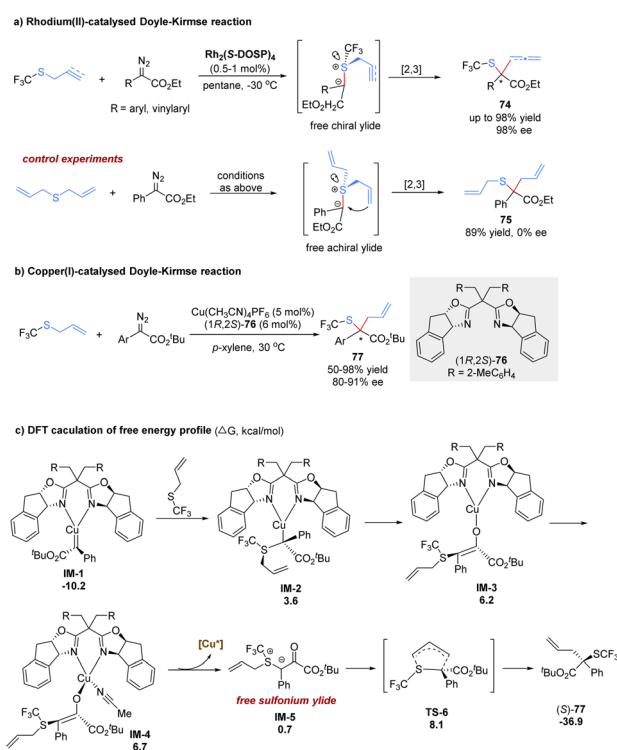 a) Rhodium(II)-catalysed Doyle-Kirmse reaction
F₃C S + N₂ R CO₂Et
R = aryl, vinylaryl
Rh₂(S-DOSP)₄
(0.5-1 mol%)
pentane, -30 °C
CF₃ S ⊕ R ⊖ EtO₂H₂C
free chiral ylide
[2,3]
F₃C S R * CO₂Et
74
up to 98% yield
98% ee
control experiments
S + N₂ Ph CO₂Et
conditions
as above
S ⊕ Ph ⊖ EtO₂C
free achiral ylide
[2,3]
S Ph CO₂Et
75
89% yield, 0% ee
b) Copper(I)-catalysed Doyle-Kirmse reaction
F₃C S + N₂ Ar CO₂ᵗBu
Cu(CH₃CN)₄PF₆ (5 mol%)
(1R,2S)-76 (6 mol%)
p-xylene, 30 °C
F₃C S Ar * CO₂ᵗBu
77
50-98% yield
80-91% ee
R R
O O
N N
(1R,2S)-76
R = 2-MeC₆H₄
c) DFT caculation of free energy profile (△G, kcal/mol)
R R
O O
N N
Cu
ᵗBuO₂C Ph
IM-1
-10.2
S
CF₃
R R
O O
N N
Cu
F₃C Ph
S CO₂ᵗBu
IM-2
3.6
R R
O O
N N
Cu
O
F₃C S Ph CO₂ᵗBu
IM-3
6.2
R R
O O
N N
Cu
O N Me
F₃C S Ph CO₂ᵗBu
IM-4
6.7
[Cu*]
CF₃ O
S ⊕ ⊖ CO₂ᵗBu
Ph
free sulfonium ylide
IM-5
0.7
S CO₂ᵗBu
F₃C Ph
TS-6
8.1
SCF₃
ᵗBuO₂C Ph
(S)-77
-36.9